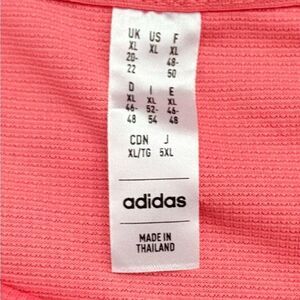 UK US F
XL XL XL
20- 48-
22 50
D I E
XL XL XL
46- 52- 46-
48 54 48
CDN J
XL/TG 5XL
adidas
MADE IN
THAILAND